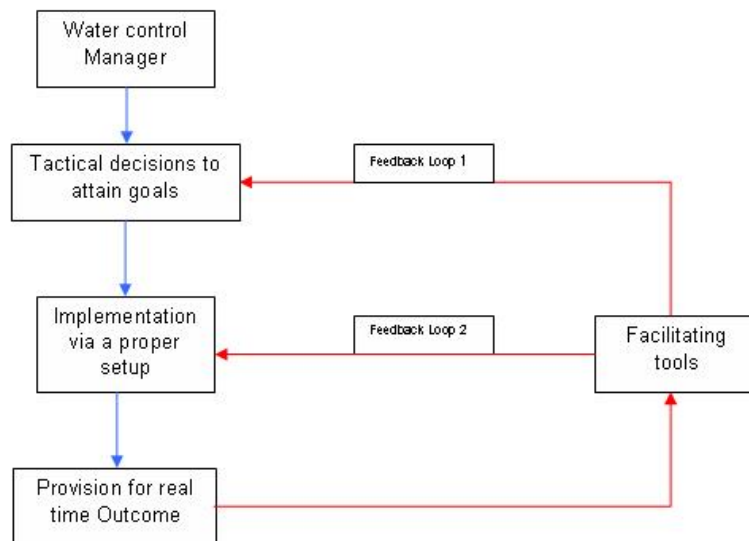 Water control
Manager
Tactical decisions to
attain goals
Feedback Loop 1
Implementation
via a proper
setup
Feedback Loop 2
Facilitating
tools
Provision for real
time Outcome